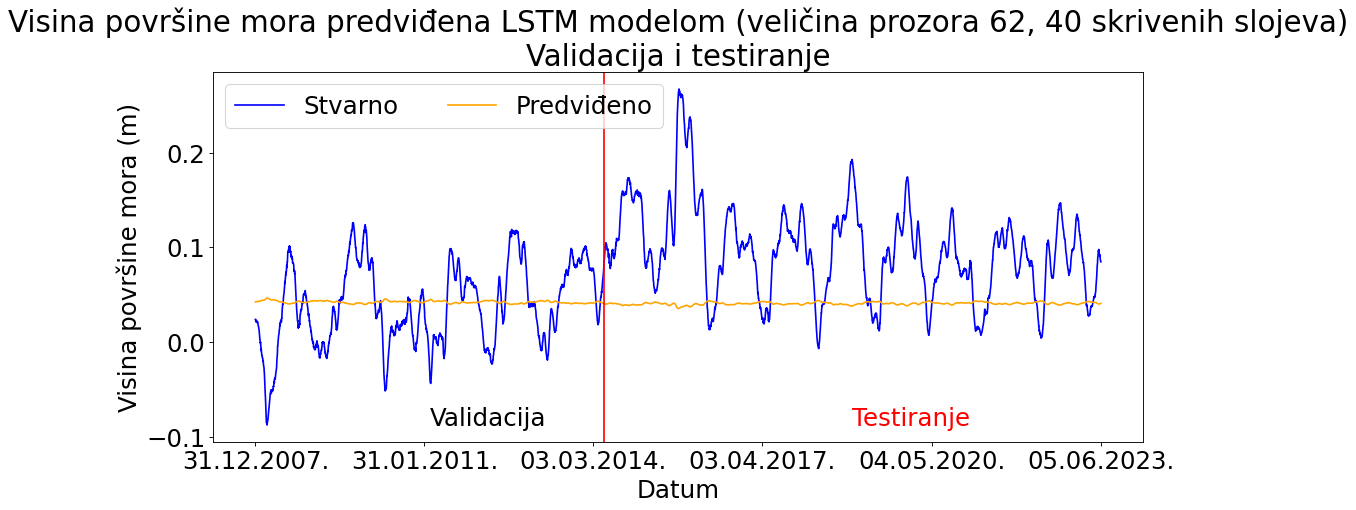 Visina površine mora predviđena LSTM modelom (veličina prozora 62, 40 skrivenih slojeva)
Validacija i testiranje
Stvarno
Predviđeno
Visina površine mora (m)
0.2
0.1
0.0
−0.1
Validacija
Testiranje
31.12.2007.
31.01.2011.
03.03.2014.
03.04.2017.
04.05.2020.
05.06.2023.
Datum